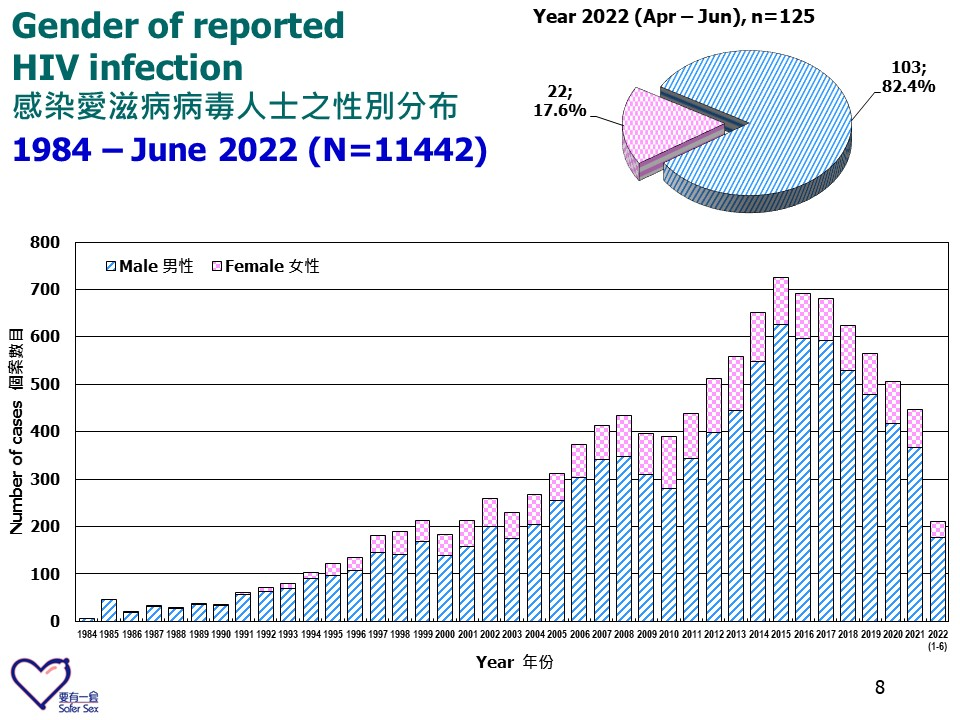 Gender of reported
HIV infection
感染愛滋病病毒人士之性別分布
1984 – June 2022 (N=11442)
Year 2022 (Apr – Jun), n=125
22;
17.6%
103;
82.4%
Number of cases 個案數目
800
700
600
500
400
300
200
100
0
Male 男性 Female 女性
1984 1985 1986 1987 1988 1989 1990 1991 1992 1993 1994 1995 1996 1997 1998 1999 2000 2001 2002 2003 2004 2005 2006 2007 2008 2009 2010 2011 2012 2013 2014 2015 2016 2017 2018 2019 2020 2021 2022
(1-6)
Year 年份
要有一套
Safer Sex
8